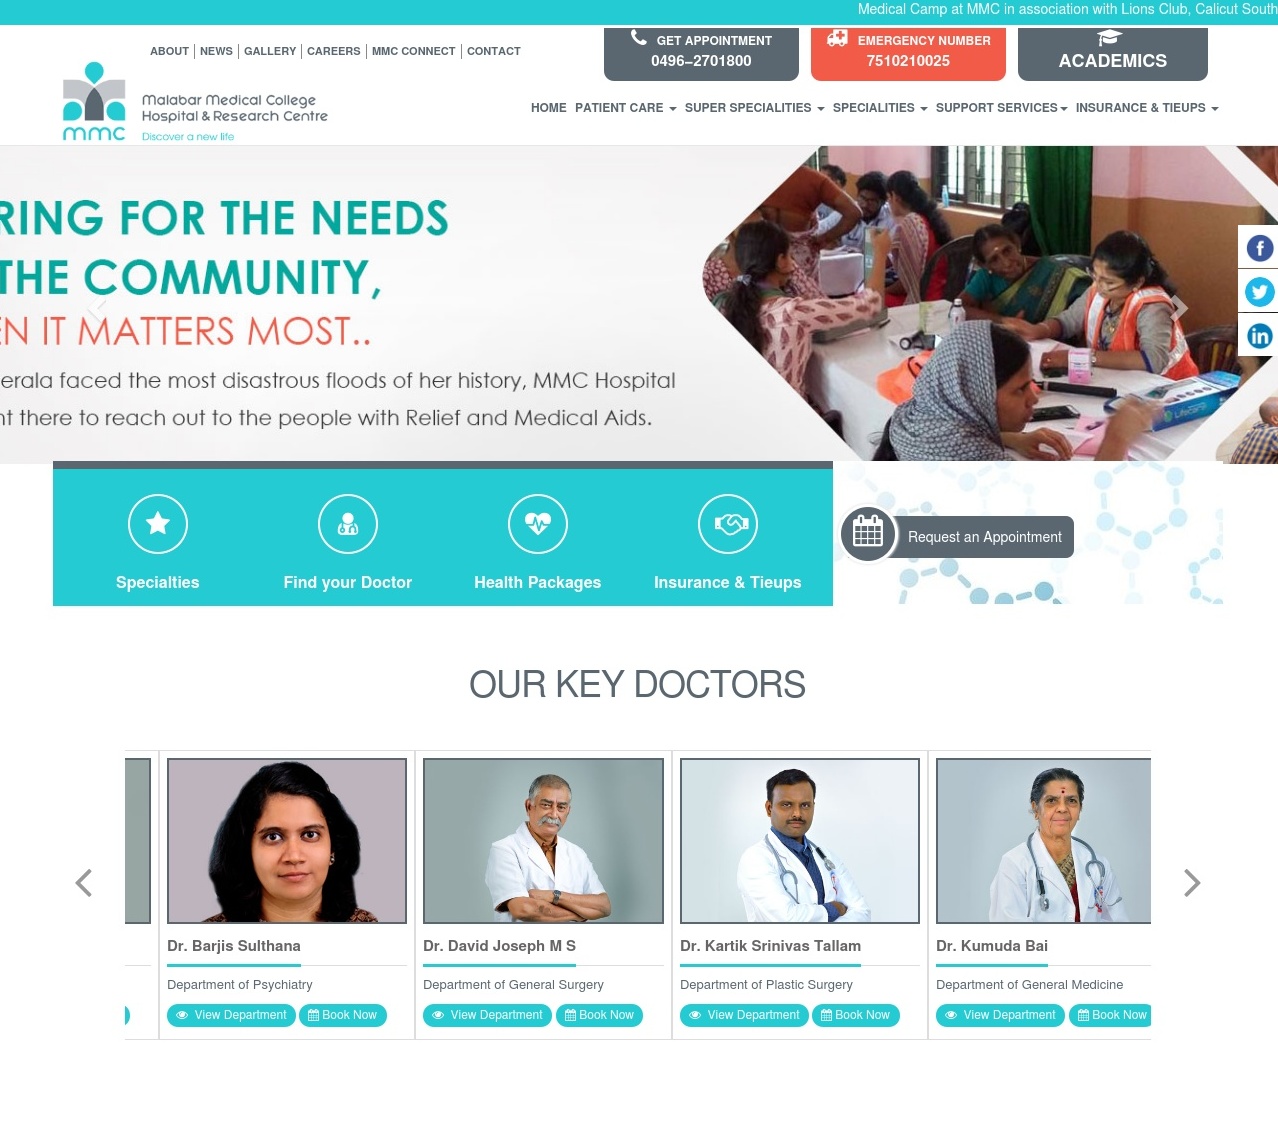 Medical Camp at MMC in association with Lions Club, Calicut South
ABOUT NEWS GALLERY CAREERS MMC CONNECT CONTACT
GET APPOINTMENT
0496–2701800
EMERGENCY NUMBER
7510210025
ACADEMICS
Malabar Medical College
Hospital & Research Centre
mmc
Discover a new life
HOME PATIENT CARE SUPER SPECIALITIES SPECIALITIES SUPPORT SERVICES INSURANCE & TIEUPS
RING FOR THE NEEDS
THE COMMUNITY,
EN IT MATTERS MOST..
erala faced the most disastrous floods of her history, MMC Hospital
nt there to reach out to the people with Relief and Medical Aids.
Specialties
Find your Doctor
Health Packages
Insurance & Tieups
Request an Appointment
OUR KEY DOCTORS
Dr. Barjis Sulthana
Department of Psychiatry
View Department Book Now
Dr. David Joseph M S
Department of General Surgery
View Department Book Now
Dr. Kartik Srinivas Tallam
Department of Plastic Surgery
View Department Book Now
Dr. Kumuda Bai
Department of General Medicine
View Department Book Now